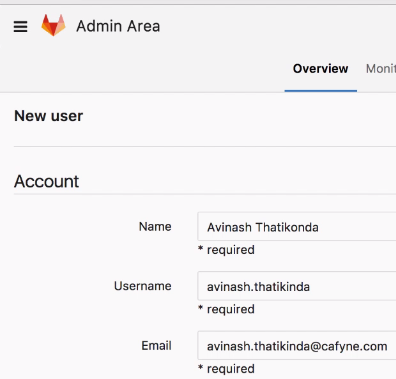 Admin Area
Overview Monit
New user
Account
Name Avinash Thatikonda
* required
Username avinash.thatikinda
* required
Email avinash.thatikinda@cafyne.com
* required